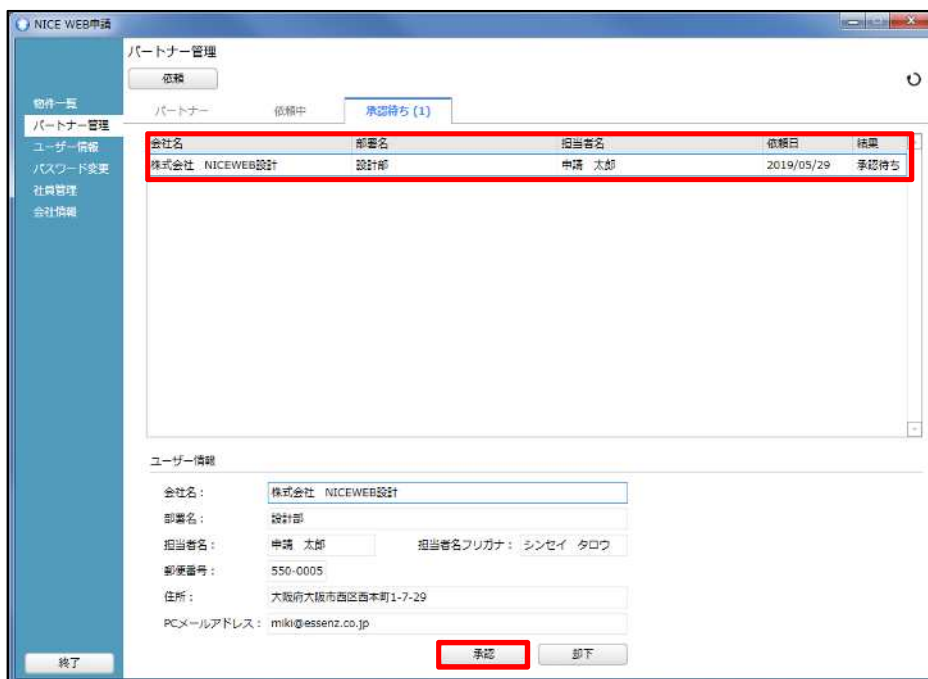 NICE WEB申請
パートナー管理
依頼
物件一覧
パートナー管理
ユーザー情報
パスワード変更
社員管理
会社情報
パートナー 依頼中 承認待ち (1)
会社名 部署名 担当者名 依頼日 結果
株式会社 NICEWEB設計 設計部 申請 太郎 2019/05/29 承認待ち
ユーザー情報
会社名： 株式会社 NICEWEB設計
部署名： 設計部
担当者名： 申請 太郎 担当者名フリガナ： シンセイ タロウ
郵便番号： 550-0005
住所： 大阪府大阪市西区西本町1-7-29
PCメールアドレス： miki@essenz.co.jp
承認 却下
終了